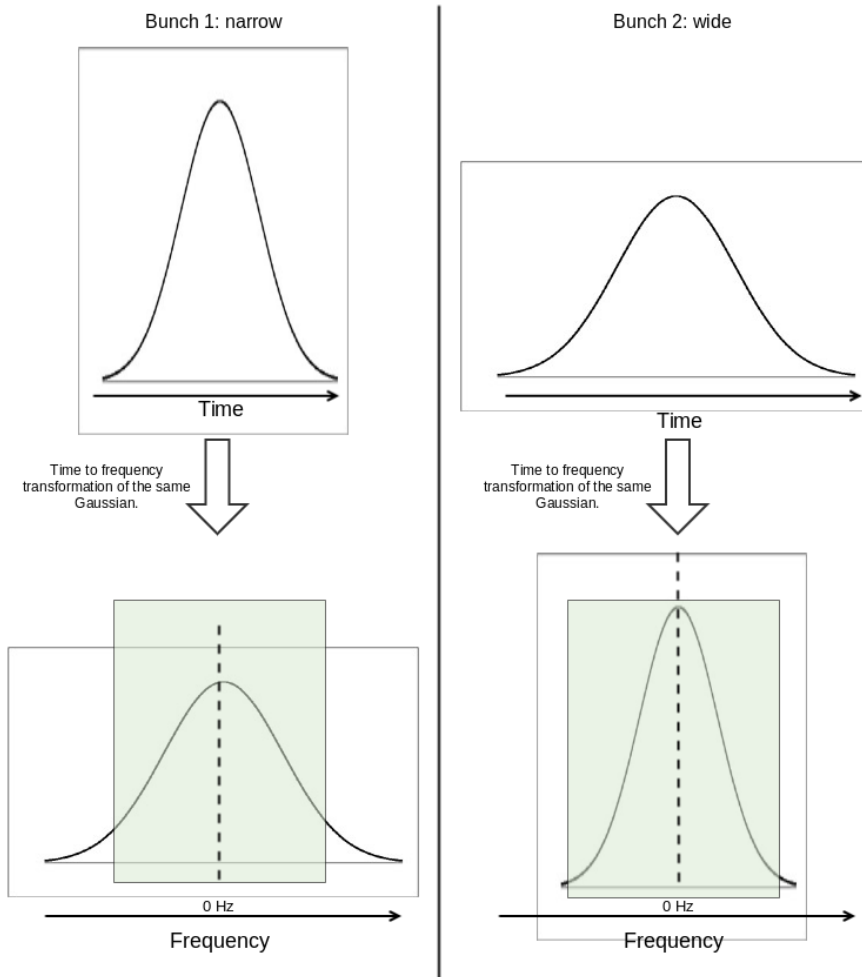 Bunch 1: narrow
Time
Time to frequency
transformation of the same
Gaussian.
0 Hz
Frequency
Bunch 2: wide
Time
Time to frequency
transformation of the same
Gaussian.
0 Hz
Frequency